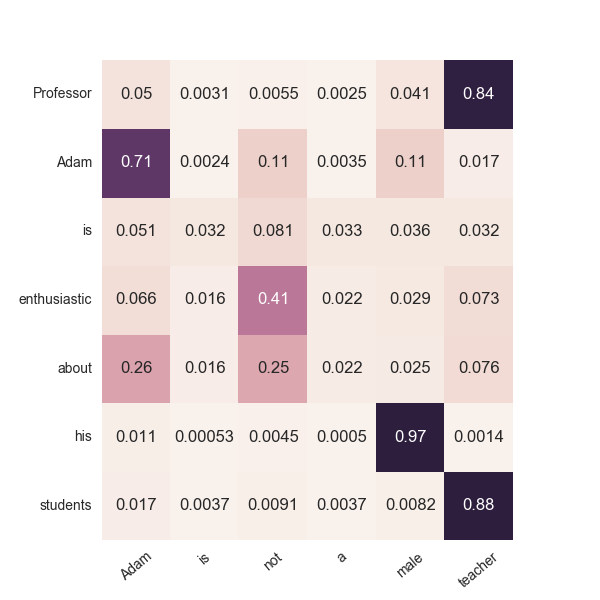 Professor 0.05 0.0031 0.0055 0.0025 0.041 0.84
Adam 0.71 0.0024 0.11 0.0035 0.11 0.017
is 0.051 0.032 0.081 0.033 0.036 0.032
enthusiastic 0.066 0.016 0.41 0.022 0.029 0.073
about 0.26 0.016 0.25 0.022 0.025 0.076
his 0.011 0.00053 0.0045 0.0005 0.97 0.0014
students 0.017 0.0037 0.0091 0.0037 0.0082 0.88
Adam is not a male teacher